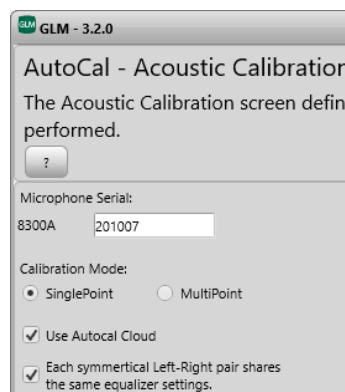 GLM GLM - 3.2.0
AutoCal - Acoustic Calibration
The Acoustic Calibration screen defin
performed.
?
Microphone Serial:
8300A 201007
Calibration Mode:
SinglePoint MultiPoint
Use Autocal Cloud
Each symmertical Left-Right pair shares
the same equalizer settings.